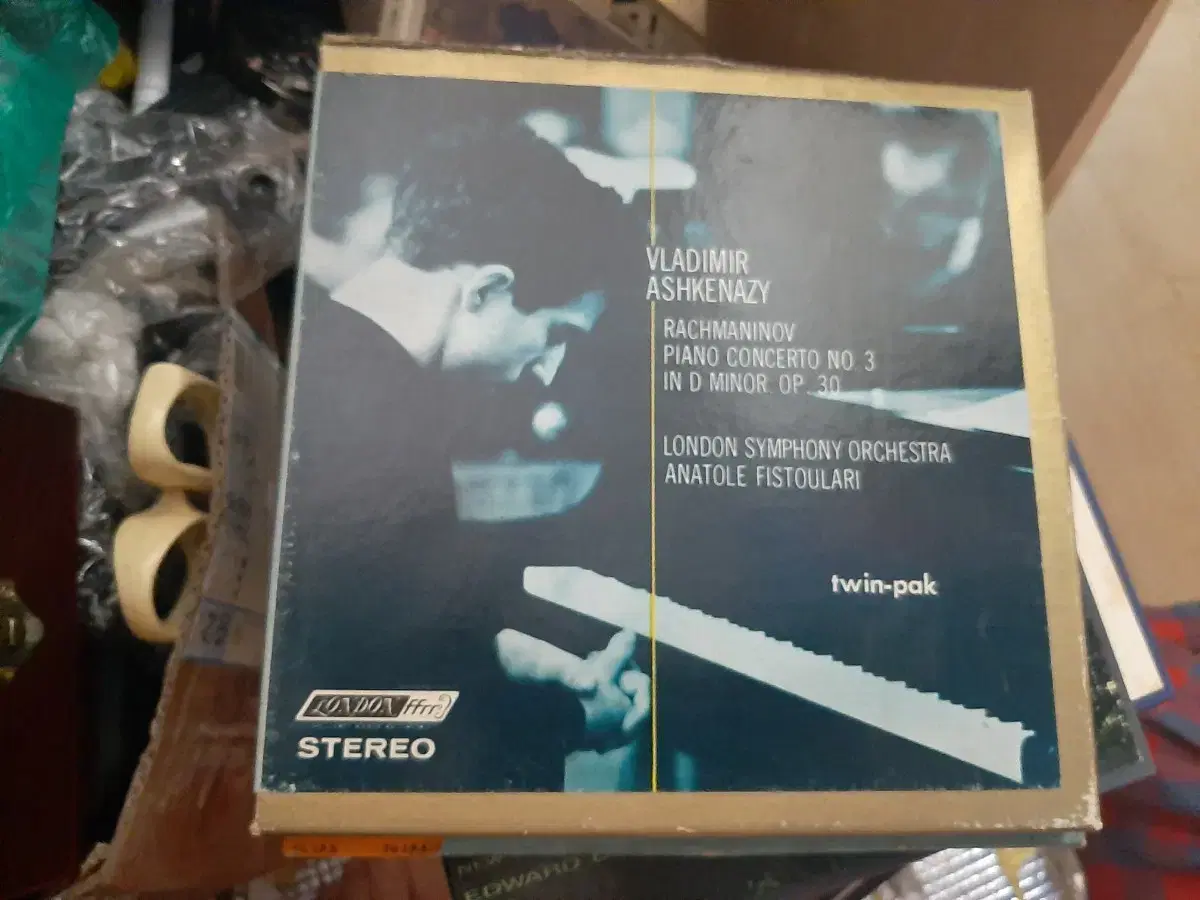 VLADIMIR
ASHKENAZY
RACHMANINOV
PIANO CONCERTO NO. 3
IN D MINOR. OP. 30
LONDON SYMPHONY ORCHESTRA
ANATOLE FISTOULARI
twin-pak
LONDON ffrr
STEREO
NEW
EDWARD